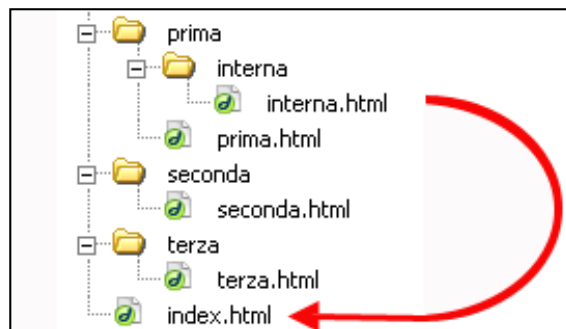 prima
interna
interna.html
prima.html
seconda
seconda.html
terza
terza.html
index.html